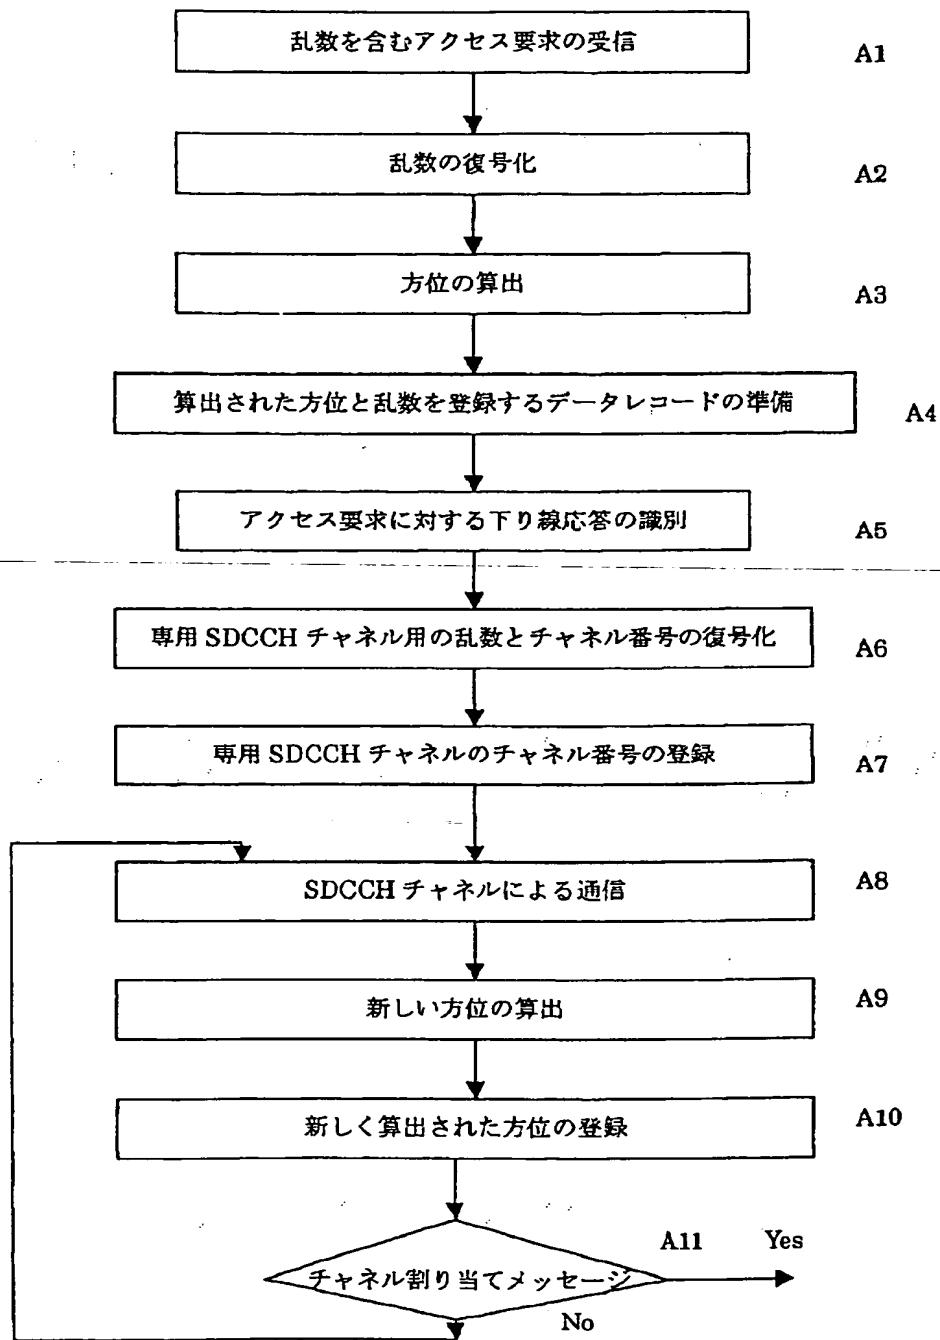 乱数を含むアクセス要求の受信
A1
乱数の復号化
A2
方位の算出
A3
算出された方位と乱数を登録するデータレコードの準備
A4
アクセス要求に対する下り線応答の識別
A5
専用 SDCCH チャネル用の乱数とチャネル番号の復号化
A6
専用 SDCCH チャネルのチャネル番号の登録
A7
SDCCH チャネルによる通信
A8
新しい方位の算出
A9
新しく算出された方位の登録
A10
A11
Yes
チャネル割り当てメッセージ
No